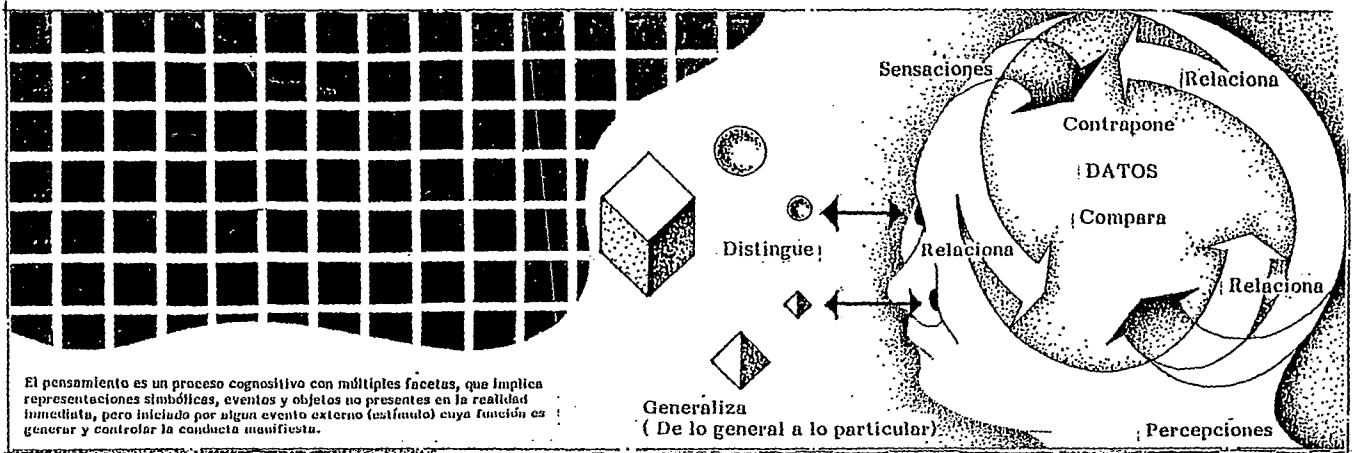 Sensaciones
Relaciona
Contrapone
DATOS
Compara
Distingue
Relaciona
Relaciona
El pensamiento es un proceso cognositivo con múltiples facetas, que implica
representaciones simbólicas, eventos y objetos no presentes en la realidad
inmediata, pero iniciado por algun evento externo (estímulo) cuya función es
generar y controlar la conducta manifiesta.
Generaliza
( De lo general a lo particular)
Percepciones